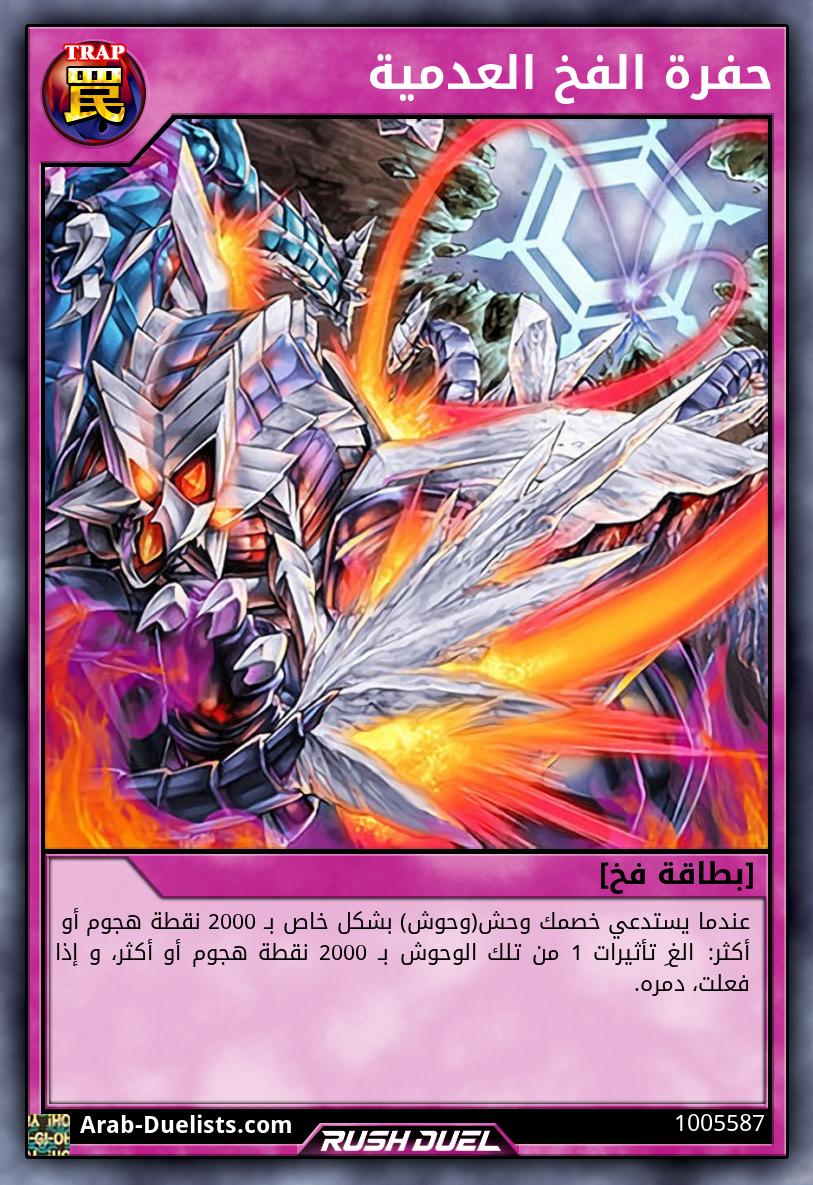 TRAP
罠
حفرة الفخ العدمية
[بطاقة فخ]
عندما يستدعي خصمك وحش(وحوش) بشكل خاص بـ 2000 نقطة هجوم أو
أكثر: الغِ تأثيرات 1 من تلك الوحوش بـ 2000 نقطة هجوم أو أكثر، و إذا
فعلت، دمره.
Arab-Duelists.com
1005587
RUSH DUEL